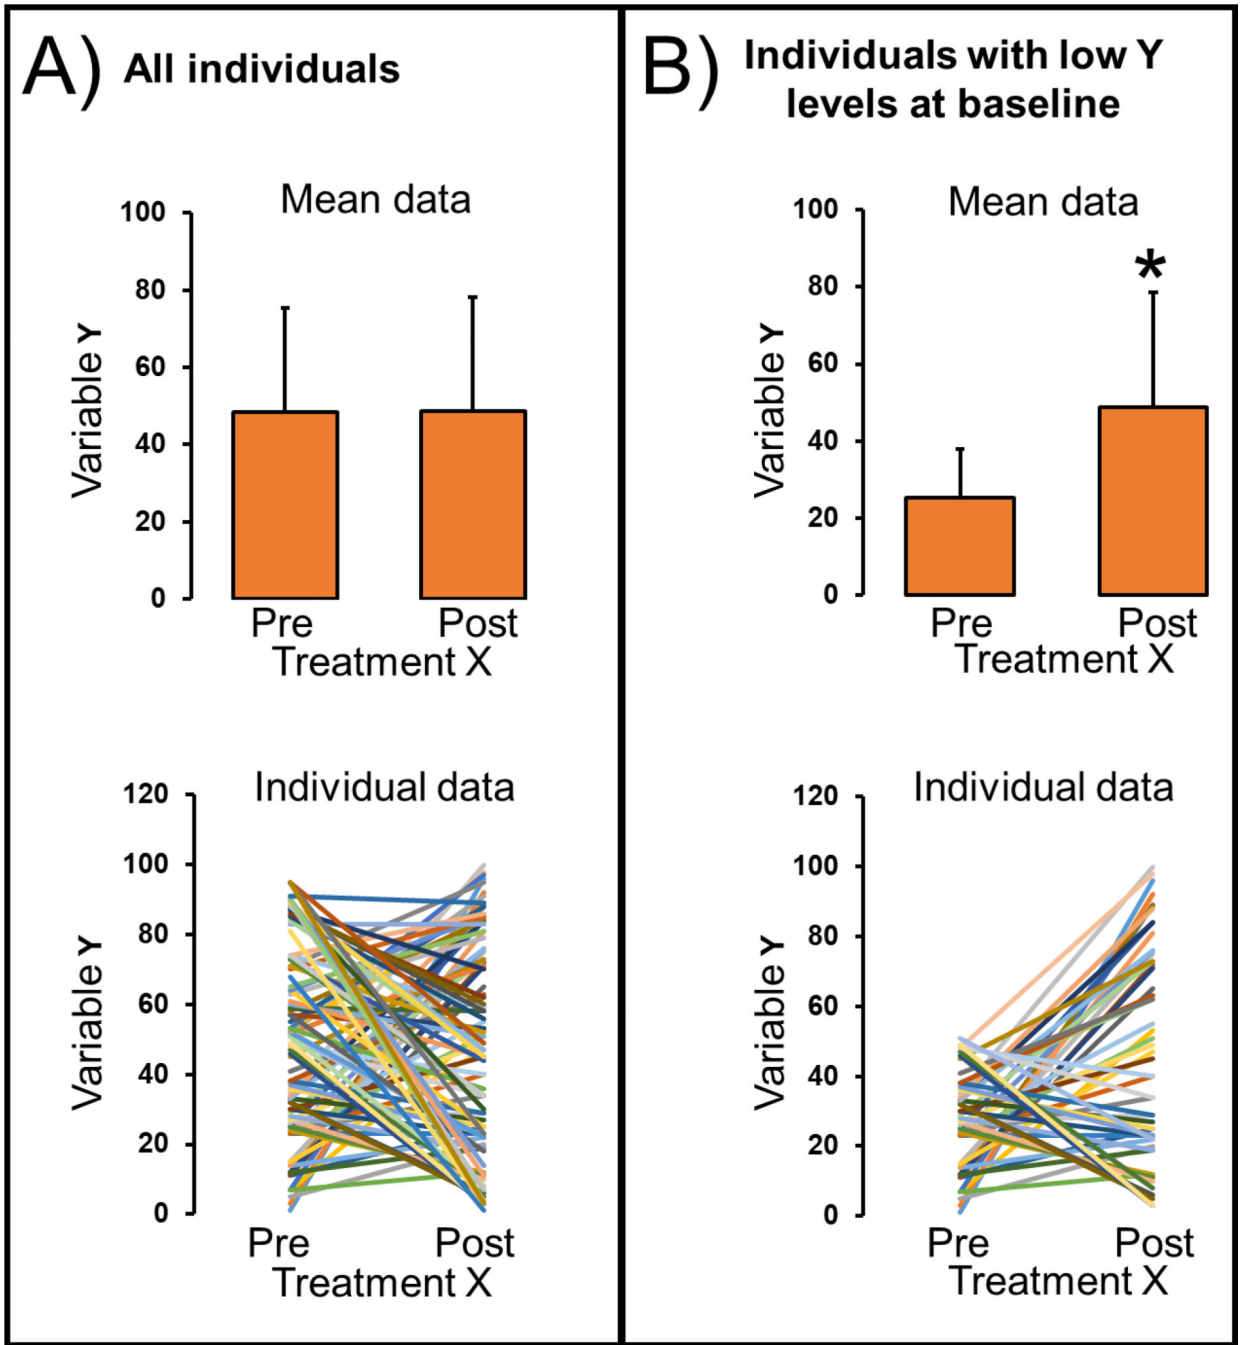 A) All individuals
Mean data
100
80
60
40
20
0
Variable Y
Pre
Post
Treatment X
Individual data
120
100
80
60
40
20
0
Variable Y
Pre
Post
Treatment X
B) Individuals with low Y
levels at baseline
Mean data
*
100
80
60
40
20
0
Variable Y
Pre
Post
Treatment X
Individual data
120
100
80
60
40
20
0
Variable Y
Pre
Post
Treatment X